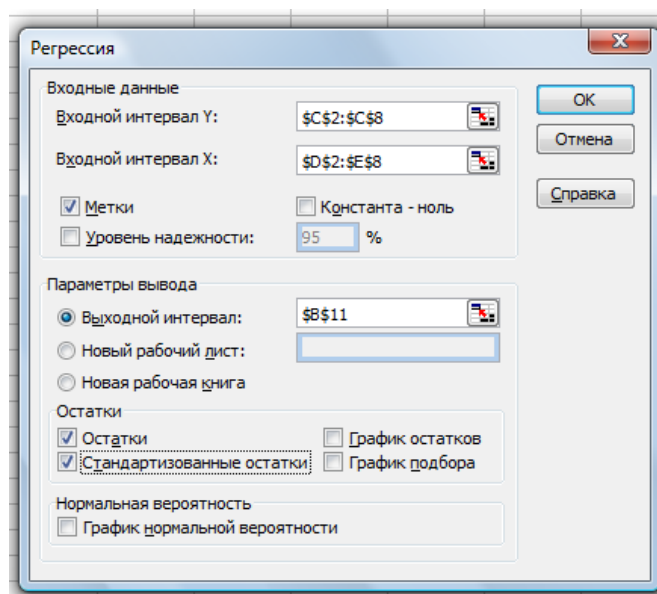 Регрессия
Входные данные
Входной интервал Y: $C$2:$C$8
Входной интервал X: $D$2:$E$8
Метки Константа - ноль
Уровень надежности: 95 %
OK
Отмена
Справка
Параметры вывода
Выходной интервал: $B$11
Новый рабочий лист:
Новая рабочая книга
Остатки
Остатки График остатков
Стандартизованные остатки График подбора
Нормальная вероятность
График нормальной вероятности